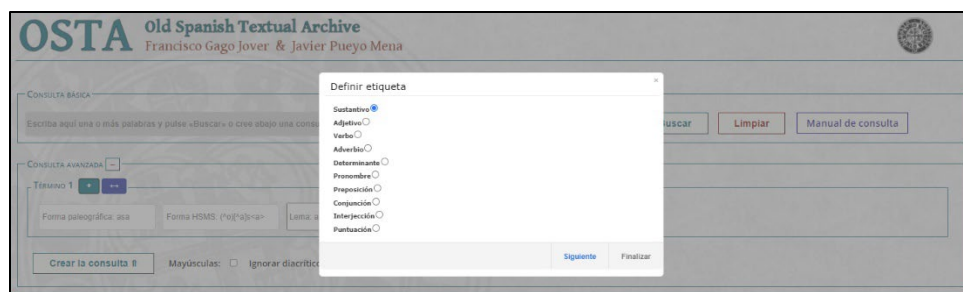 OSTA
Old Spanish Textual Archive
Francisco Gago Jover & Javier Pueyo Mena
CONSULTA BÁSICA
Escriba aquí una o más palabras y pulse «Buscar» o cree abajo una
uscar
Limpiar
Manual de consulta
CONSULTA AVANZADA -
TÉRMINO 1 + ↔
Forma paleográfica: asa
Forma HSMS:
Lema: a
Crear la consulta ⇈
Mayúsculas:
Ignorar diacrític
Definir etiqueta
×
Sustantivo
Adjetivo
Verbo
Adverbio
Determinante
Pronombre
Preposición
Conjunción
Interjección
Puntuación
Siguiente
Finalizar